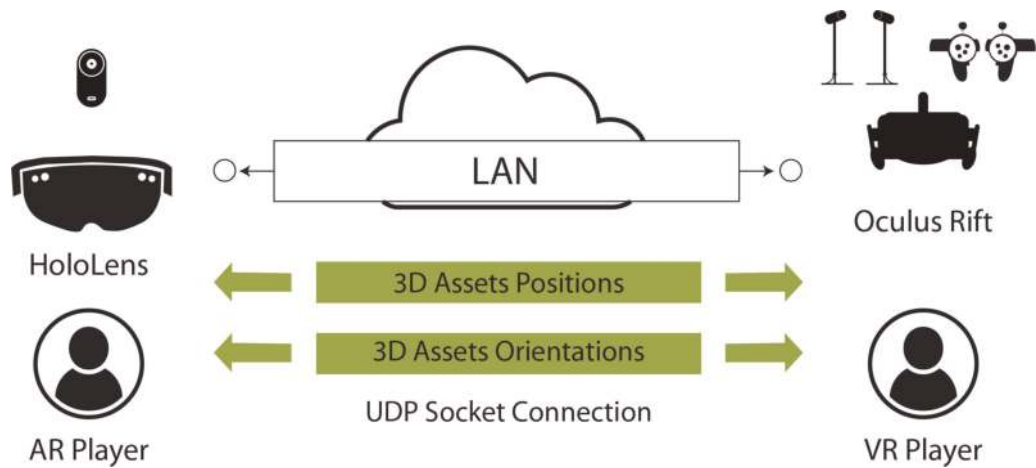 LAN
HoloLens
Oculus Rift
3D Assets Positions
3D Assets Orientations
UDP Socket Connection
AR Player
VR Player